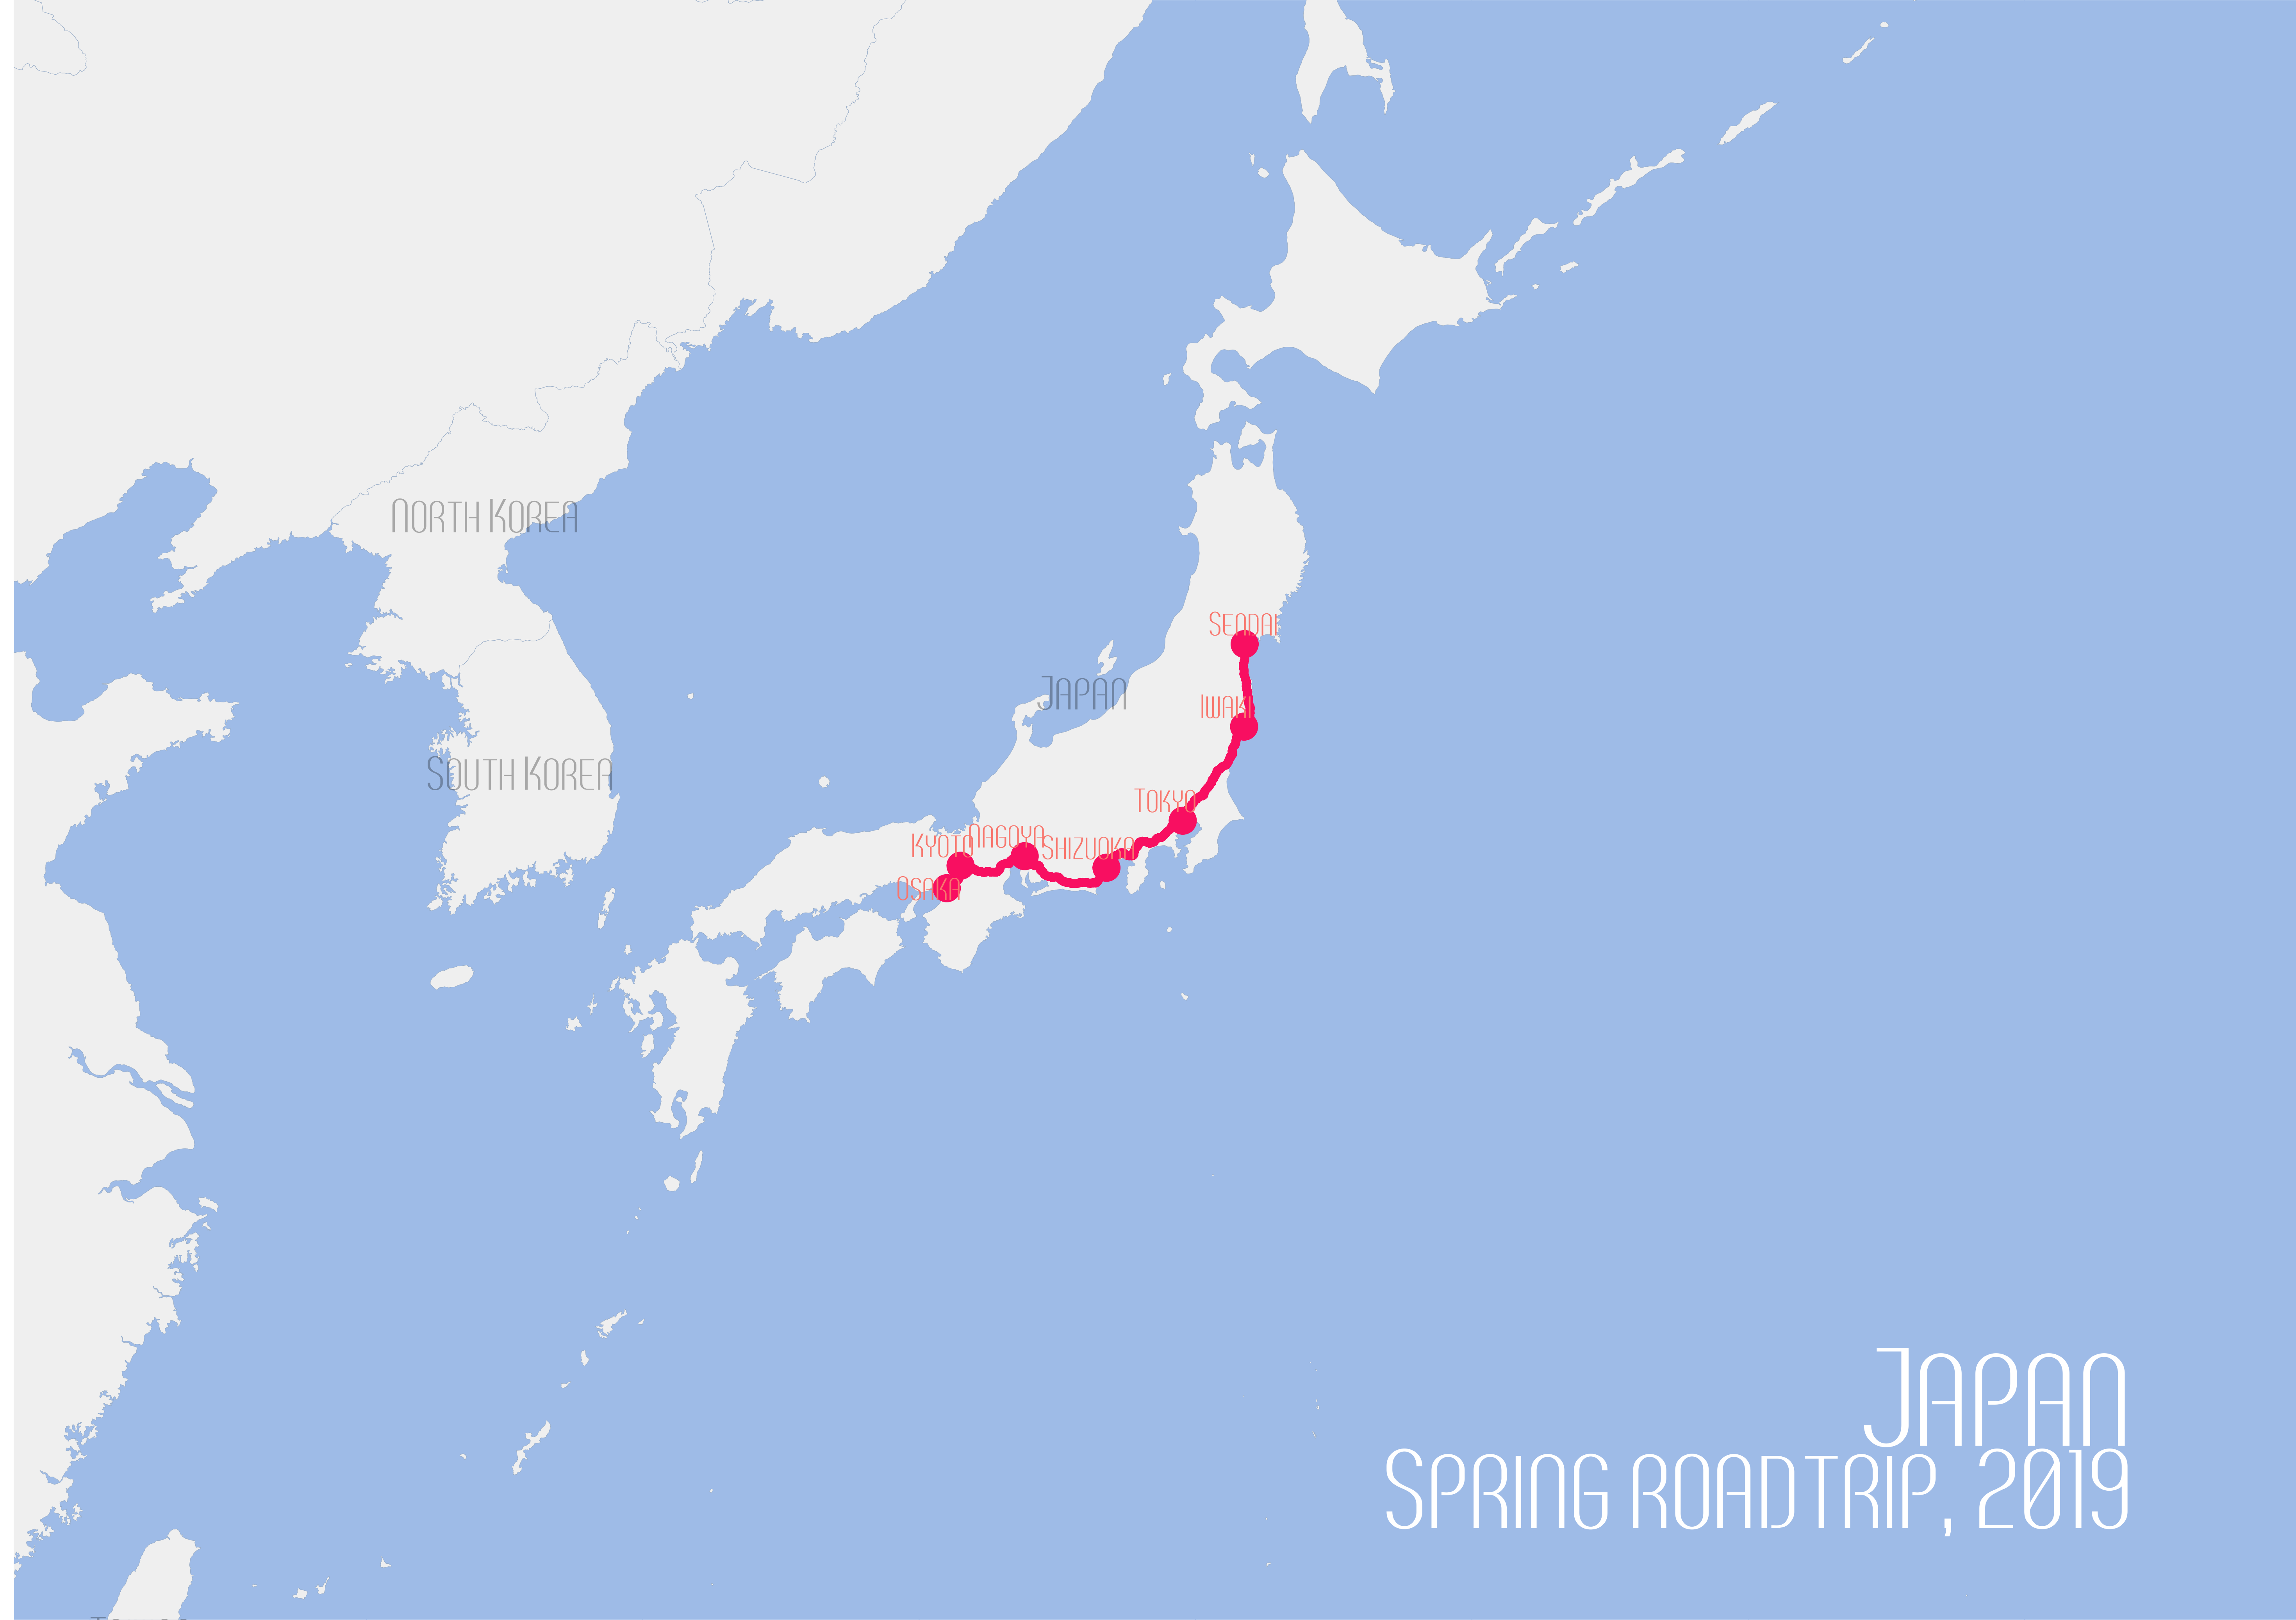 North Korea
Sendai
Japan
Iwaki
South Korea
Tokyo
Nagoya
Kyoto
Shizuoka
Osaka
Japan
Spring roadtrip, 2019